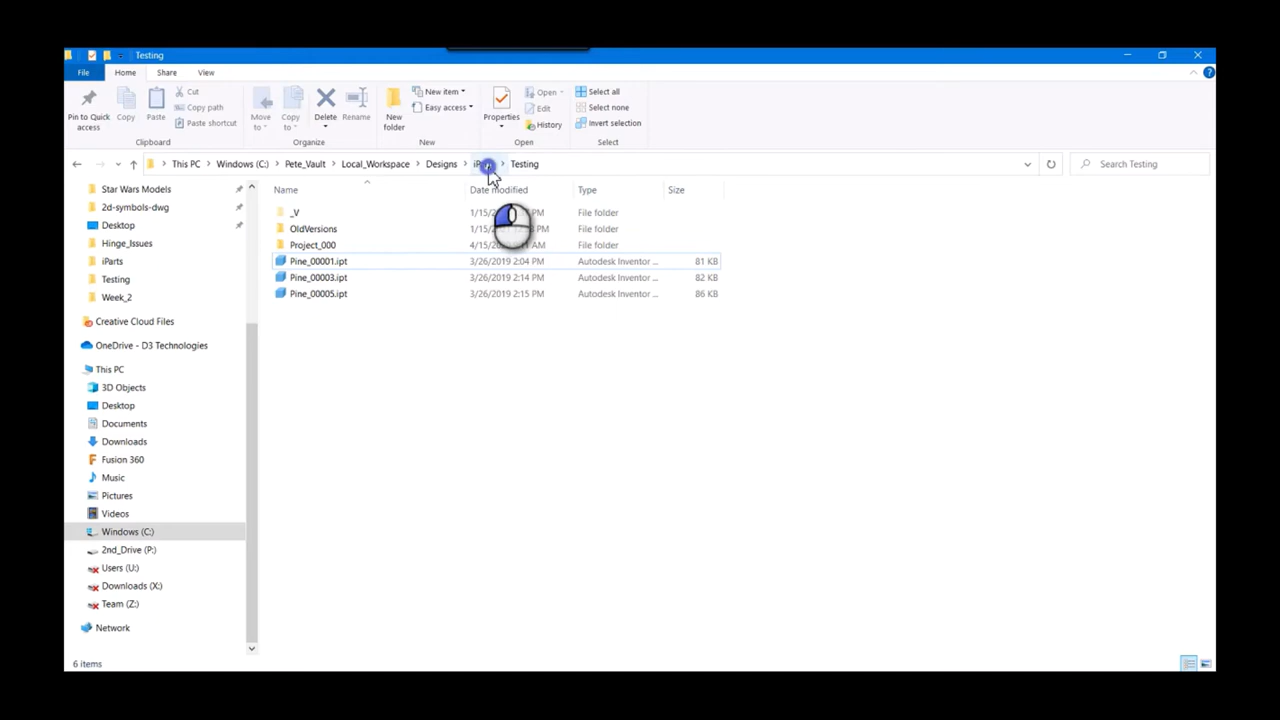 Testing
File Home Share View
Pin to Quick access
Copy
Paste
Cut
Copy path
Paste shortcut
Clipboard
Move to
Copy to
Delete
Rename
Organize
New folder
New item
Easy access
New
Properties
Open
Edit
History
Open
Select all
Select none
Invert selection
Select
This PC > Windows (C:) > Pete_Vault > Local_Workspace > Designs > > Testing
Search Testing
Star Wars Models
2d-symbols-dwg
Desktop
Hinge_Issues
iParts
Testing
Week_2
Creative Cloud Files
OneDrive - D3 Technologies
This PC
3D Objects
Desktop
Documents
Downloads
Fusion 360
Music
Pictures
Videos
Windows (C:)
2nd_Drive (P:)
Users (U:)
Downloads (X:)
Team (Z:)
Network
Name Date modified Type Size
_V PM File folder
OldVersions PM File folder
Project_000 AM File folder
Pine_00001.ipt 3/26/2019 2:04 PM Autodesk Inventor ... 81 KB
Pine_00003.ipt 3/26/2019 2:14 PM Autodesk Inventor ... 82 KB
Pine_00005.ipt 3/26/2019 2:15 PM Autodesk Inventor ... 86 KB
6 items